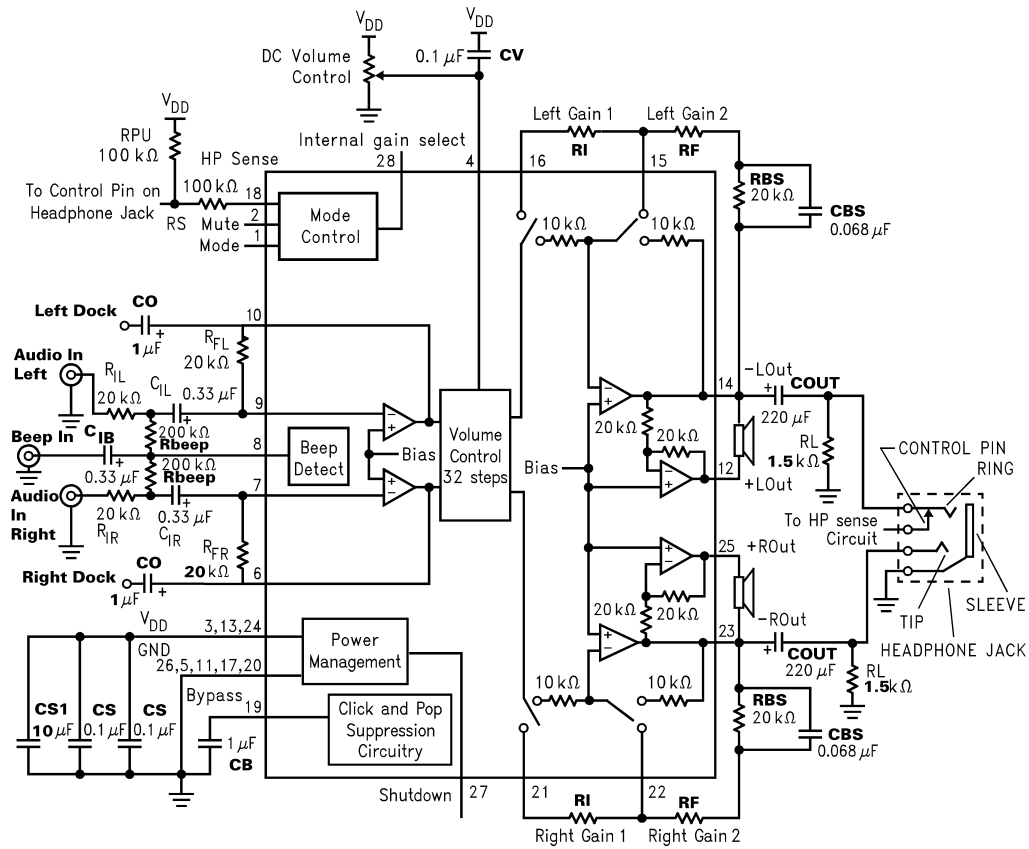 VDD
VDD
DC Volume
Control
0.1 μF CV
VDD
RPU
100 kΩ
HP Sense
Internal gain select
28
4
Left Gain 1
Left Gain 2
RI
RF
16
15
To Control Pin on
Headphone Jack
RS
100 kΩ
18
Mute
2
Mode
1
Mode
Control
10 kΩ
10 kΩ
RBS
20 kΩ
CBS
0.068 μF
Left Dock
CO
+
1 μF
10
RFL
20 kΩ
Audio In
Left
RIL
20 kΩ
CIL
0.33 μF
+
9
200 kΩ
Rbeep
Beep In
CIB
0.33 μF
8
Beep
Detect
200 kΩ
Rbeep
Audio
In
Right
20 kΩ
RIR
0.33 μF
+
CIR
7
RFR
20 kΩ
Right Dock
CO
1 μF
+
6
−
+
Bias
+
−
Volume
Control
32 steps
Bias
−
+
20 kΩ
20 kΩ
−
+
14
−LOut
12
+LOut
+
COUT
220 μF
RL
1.5 kΩ
CONTROL PIN
RING
To HP sense
Circuit
SLEEVE
TIP
HEADPHONE JACK
+
−
25
+ROut
20 kΩ
20 kΩ
+
−
23
−ROut
+
COUT
220 μF
RL
1.5 kΩ
10 kΩ
10 kΩ
RBS
20 kΩ
CBS
0.068 μF
VDD
3,13,24
GND
26,5,11,17,20
Power
Management
Bypass
19
Click and Pop
Suppression
Circuitry
CS1
10 μF
CS
0.1 μF
CS
0.1 μF
1 μF
CB
Shutdown
27
21
22
RI
RF
Right Gain 1
Right Gain 2